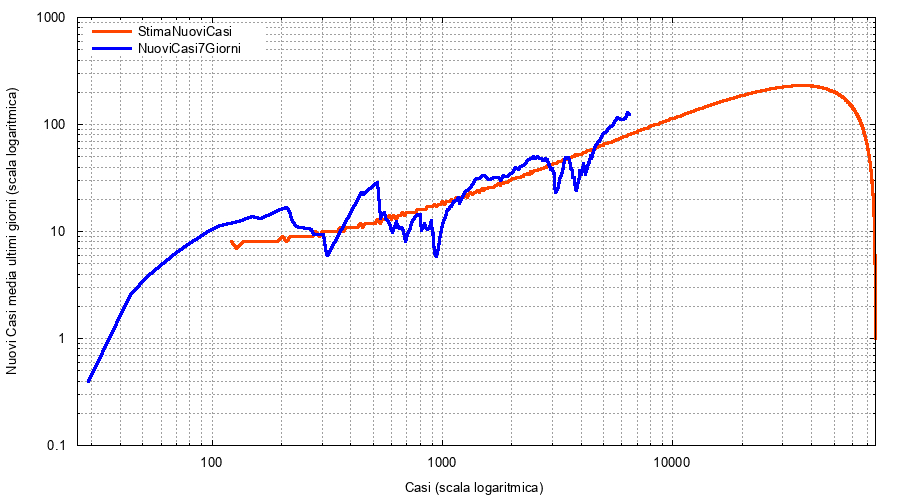 1000
StimaNuoviCasi
NuoviCasi7Giorni
100
10
1
0.1
Nuovi Casi media ultimi giorni (scala logaritmica)
100
1000
10000
Casi (scala logaritmica)